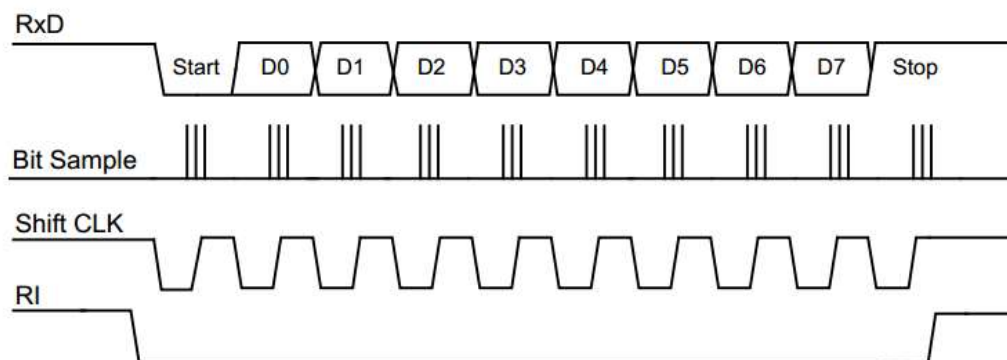 RxD
Start D0 D1 D2 D3 D4 D5 D6 D7 Stop
Bit Sample
Shift CLK
RI